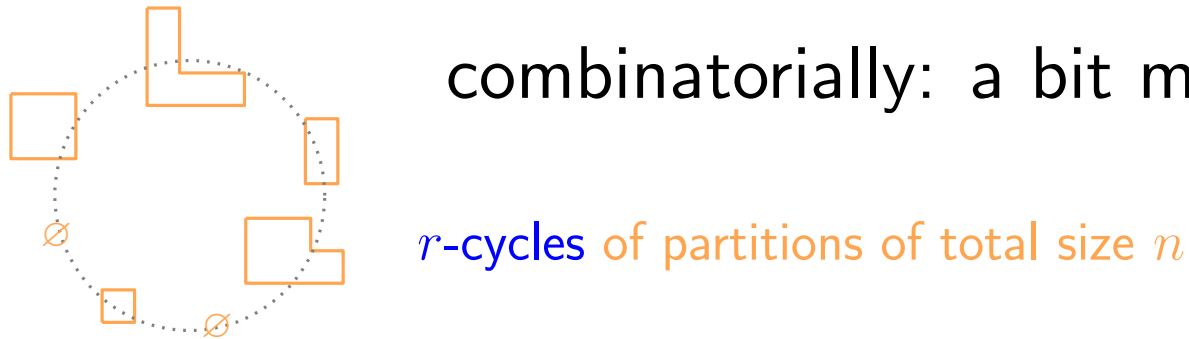 combinatorially: a bit m
r-cycles of partitions of total size n
∅
∅